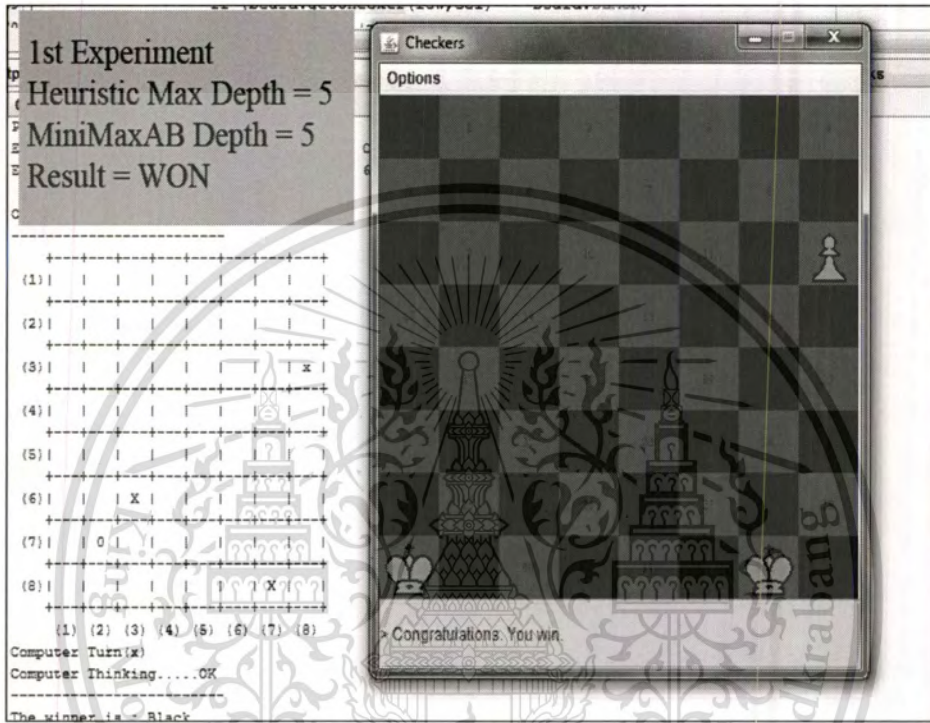 1st Experiment
Heuristic Max Depth = 5
MiniMaxAB Depth = 5
Result = WON
Checkers
Options
{1}
{2}
{3} x
{4}
{5}
{6} X
{7} O
{8} X
{1} {2} {3} {4} {5} {6} {7} {8}
Computer Turn(x)
Computer Thinking.....OK
The winner is : Black
> Congratulations. You win.
King
dkrabang